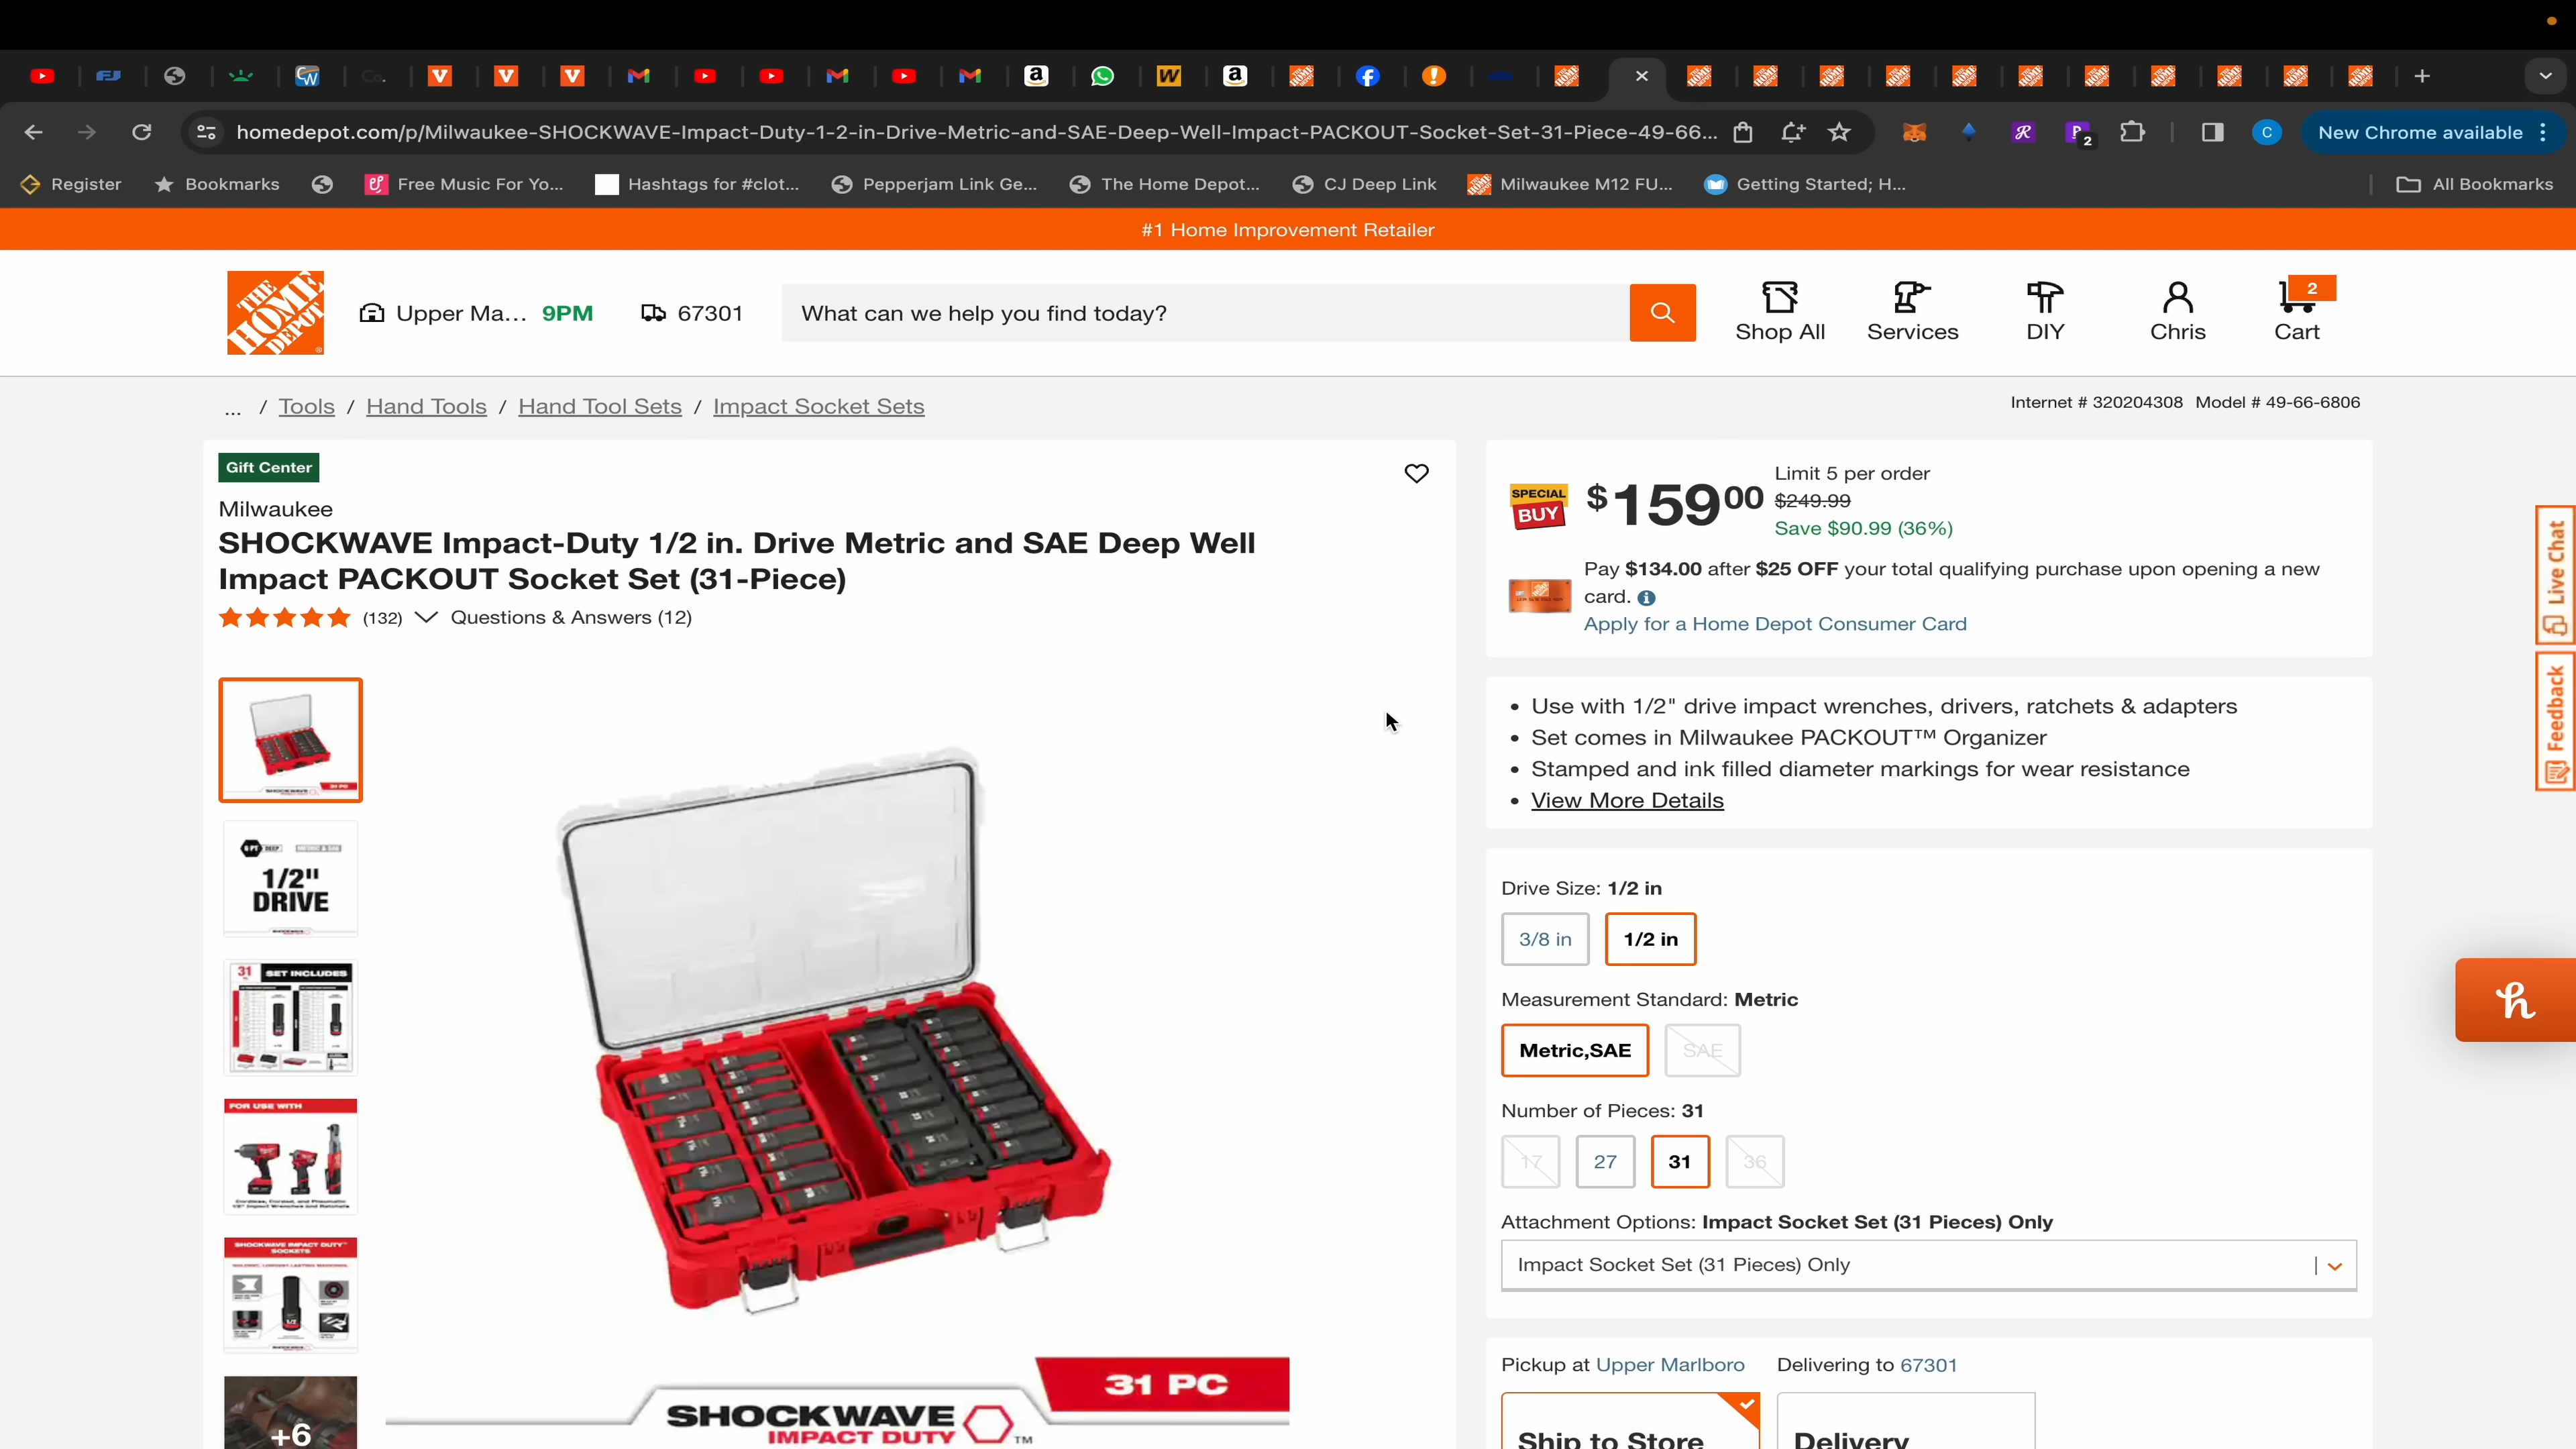 homedepot.com/p/Milwaukee-SHOCKWAVE-Impact-Duty-1-2-in-Drive-Metric-and-SAE-Deep-Well-Impact-PACKOUT-Socket-Set-31-Piece-49-66...
2
C
New Chrome available
Register
Bookmarks
Free Music For Yo...
Hashtags for #clot...
Pepperjam Link Ge...
The Home Depot...
CJ Deep Link
Milwaukee M12 FU...
Getting Started; H...
All Bookmarks
#1 Home Improvement Retailer
THE HOME DEPOT
Upper Ma... 9PM
67301
What can we help you find today?
Shop All
Services
DIY
Chris
2
Cart
... / Tools / Hand Tools / Hand Tool Sets / Impact Socket Sets
Internet # 320204308 Model # 49-66-6806
Gift Center
Milwaukee
SHOCKWAVE Impact-Duty 1/2 in. Drive Metric and SAE Deep Well
Impact PACKOUT Socket Set (31-Piece)
(132)
Questions & Answers (12)
1/2"
DRIVE
31
SET INCLUDES
FOR USE WITH
SHOCKWAVE IMPACT DUTY™
SOCKETS
+6
31 PC
SHOCKWAVE
IMPACT DUTY™
SPECIAL
BUY
$159 00
Limit 5 per order
$249.99
Save $90.99 (36%)
Pay $134.00 after $25 OFF your total qualifying purchase upon opening a new
card.
Apply for a Home Depot Consumer Card
Use with 1/2" drive impact wrenches, drivers, ratchets & adapters
Set comes in Milwaukee PACKOUT™ Organizer
Stamped and ink filled diameter markings for wear resistance
View More Details
Drive Size: 1/2 in
3/8 in
1/2 in
Measurement Standard: Metric
Metric,SAE
SAE
Number of Pieces: 31
17
27
31
36
Attachment Options: Impact Socket Set (31 Pieces) Only
Impact Socket Set (31 Pieces) Only
Pickup at Upper Marlboro
Delivering to 67301
Ship to Store
Delivery
Live Chat
Feedback